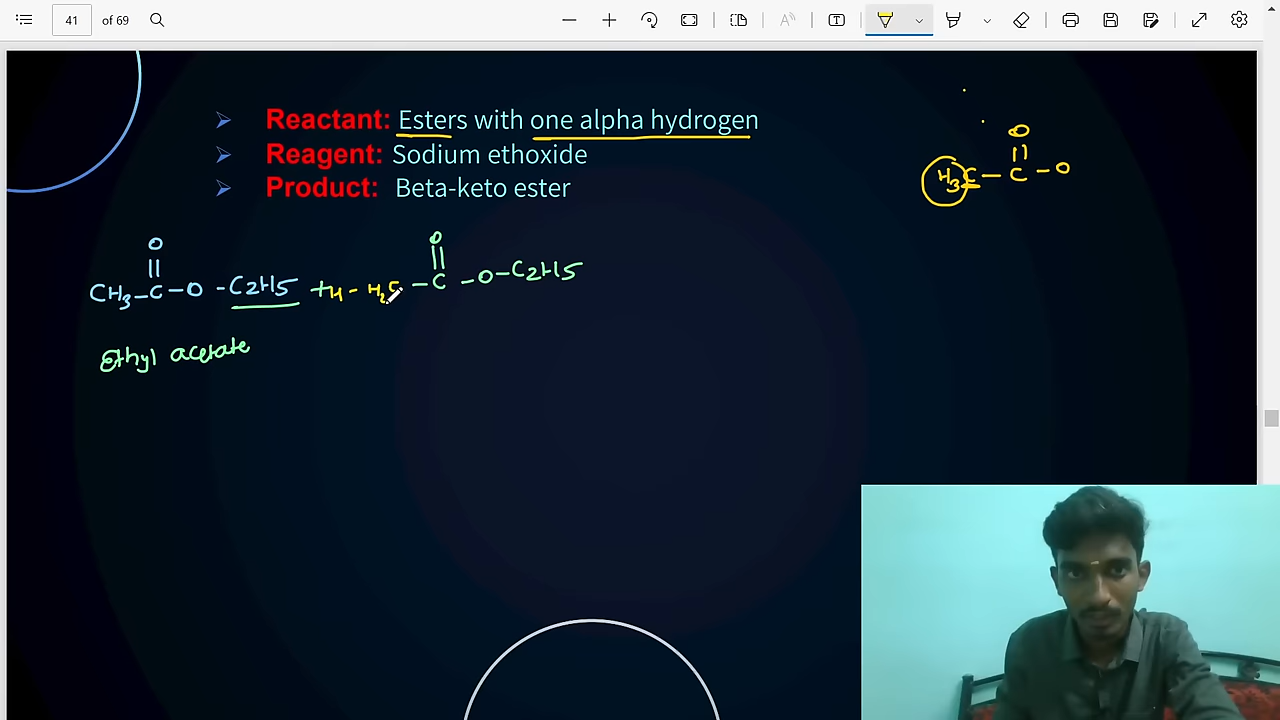 41 of 69
Reactant: Esters with one alpha hydrogen
Reagent: Sodium ethoxide
Product: Beta-keto ester
O
||
H3C – C – O
O
||
CH3 – C – O – C2H5 + H – H2C – C – O – C2H5
O
||
Ethyl acetate